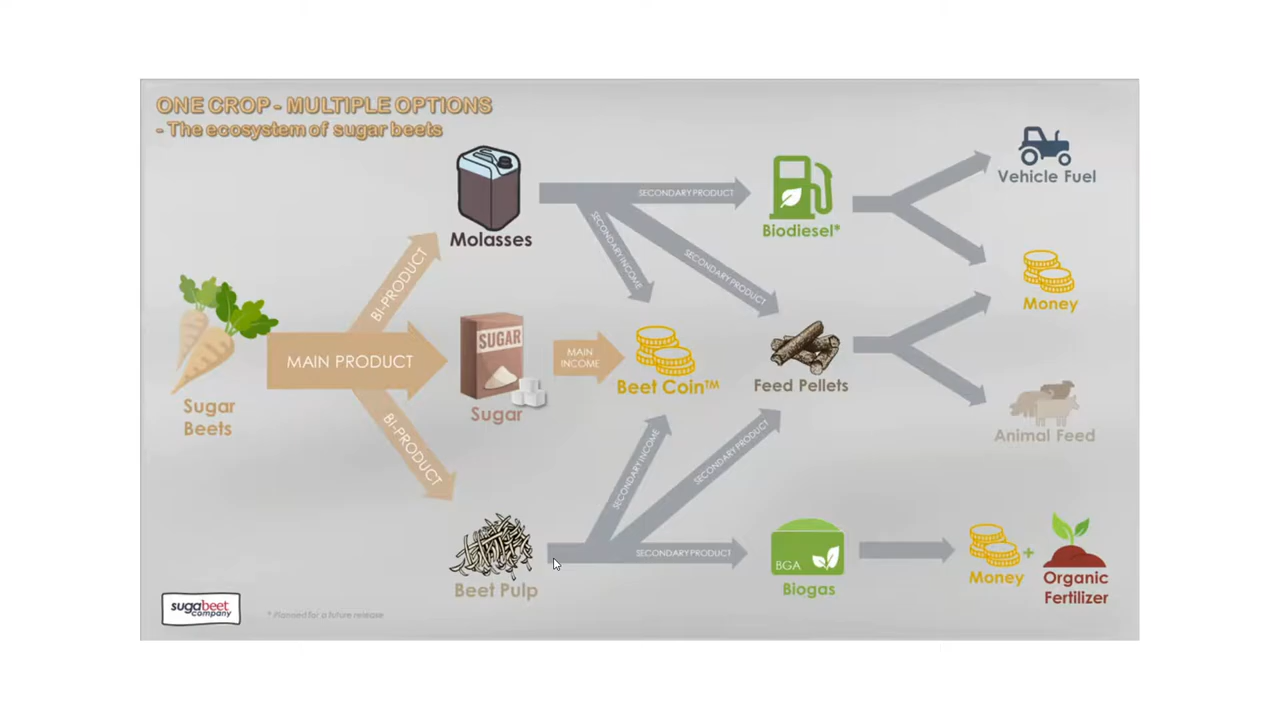 ONE CROP - MULTIPLE OPTIONS
- The ecosystem of sugar beets
Molasses
SECONDARY PRODUCT
Biodiesel*
Vehicle Fuel
SECONDARY INCOME
SECONDARY PRODUCT
Money
BI-PRODUCT
Sugar
Beets
MAIN PRODUCT
SUGAR
Sugar
MAIN
INCOME
Beet Coin™
Feed Pellets
Animal Feed
BI-PRODUCT
SECONDARY INCOME
SECONDARY PRODUCT
Beet Pulp
SECONDARY PRODUCT
BGA
Biogas
Money
+
Organic
Fertilizer
sugabeet
company
* Planned for a future release